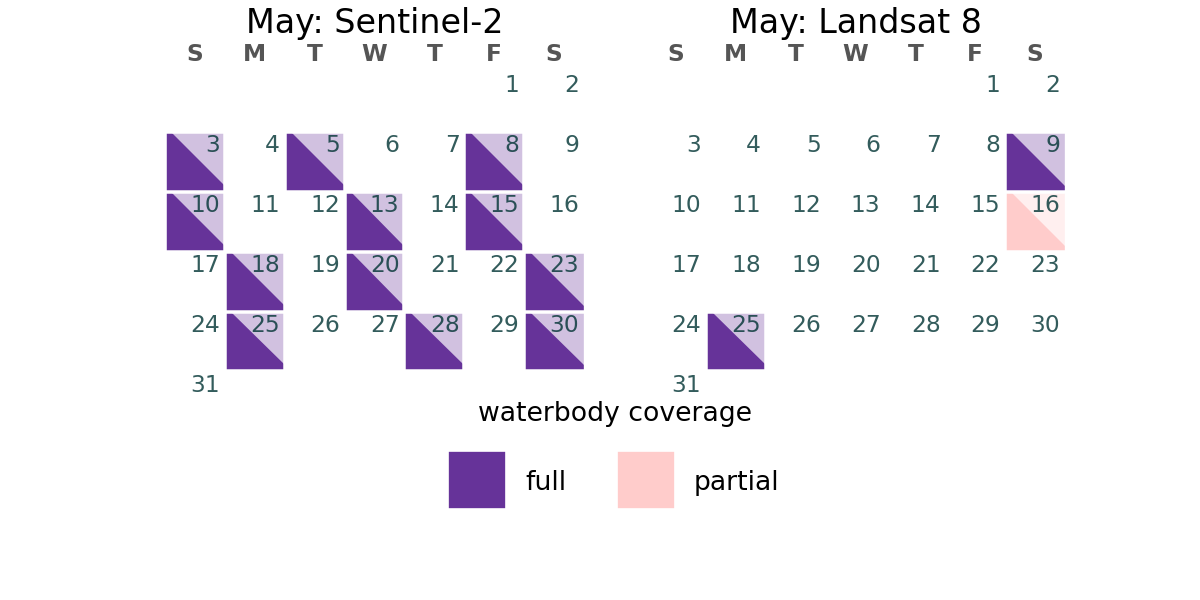 May: Sentinel-2
S M T W T F S
1 2
3 4 5 6 7 8 9
10 11 12 13 14 15 16
17 18 19 20 21 22 23
24 25 26 27 28 29 30
31
May: Landsat 8
S M T W T F S
1 2
3 4 5 6 7 8 9
10 11 12 13 14 15 16
17 18 19 20 21 22 23
24 25 26 27 28 29 30
31
waterbody coverage
full
partial